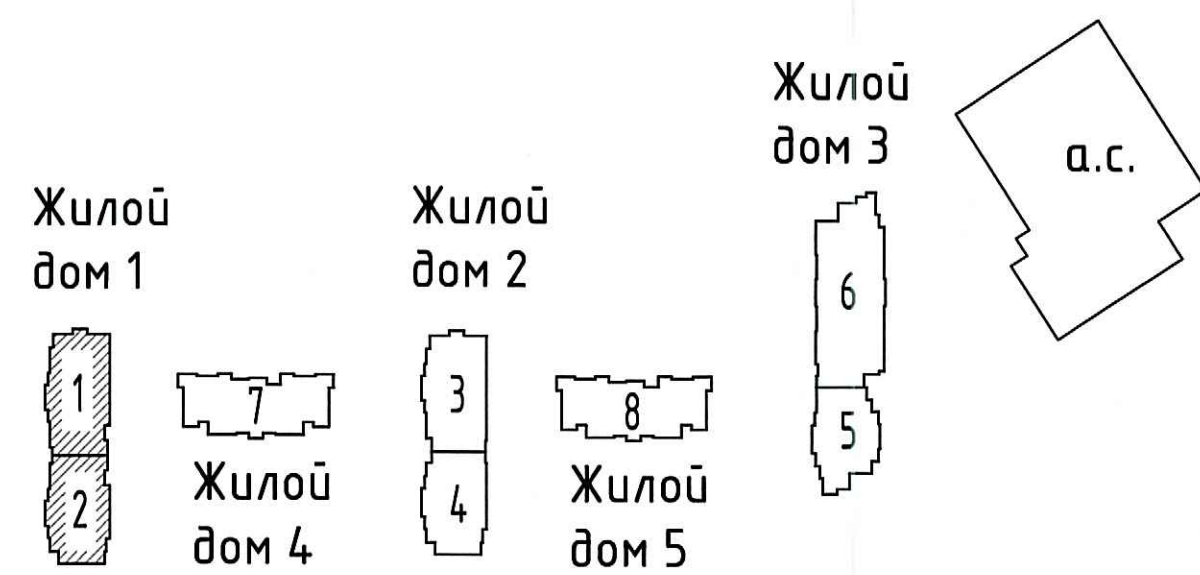 Жилой
дом 1
1
2
7
Жилой
дом 4
Жилой
дом 2
3
4
8
Жилой
дом 5
Жилой
дом 3
6
5
а.с.